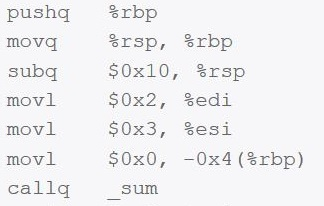 pushq %rbp
movq %rsp, %rbp
subq $0x10, %rsp
movl $0x2, %edi
movl $0x3, %esi
movl $0x0, -0x4(%rbp)
callq _sum